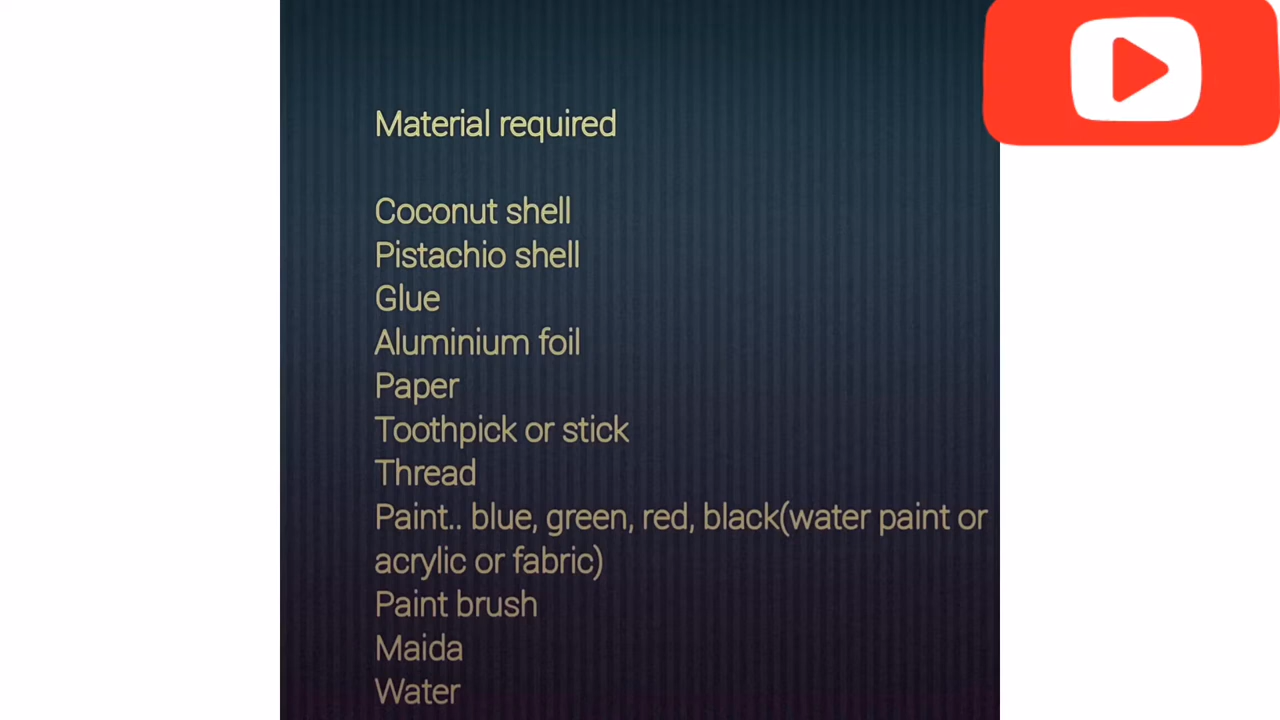 Material required
Coconut shell
Pistachio shell
Glue
Aluminium foil
Paper
Toothpick or stick
Thread
Paint.. blue, green, red, black(water paint or
acrylic or fabric)
Paint brush
Maida
Water